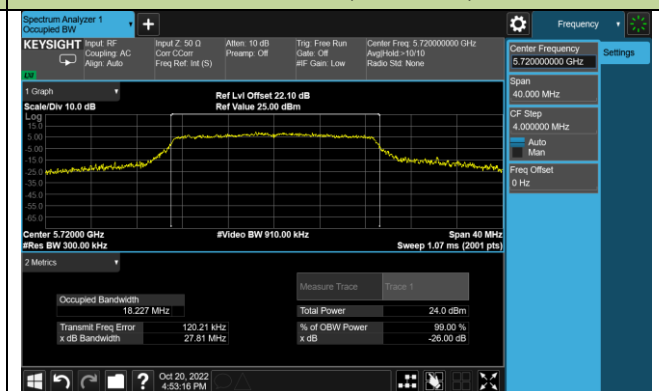 Spectrum Analyzer 1
Occupied BW
+
Frequency
KEYSIGHT
Input: RF
Coupling: AC
Align: Auto
Input Z: 50 Ω
Corr CCorr
Freq Ref: Int (S)
Atten: 10 dB
Preamp: Off
Trig: Free Run
Gate: Off
#IF Gain: Low
Center Freq: 5.720000000 GHz
Avg|Hold:>10/10
Radio Std: None
1 Graph
Scale/Div 10.0 dB
Ref Lvl Offset 22.10 dB
Ref Value 25.00 dBm
Log
15.0
5.00
-5.00
-15.0
-25.0
-35.0
-45.0
-55.0
-65.0
Center 5.72000 GHz
#Res BW 300.00 kHz
#Video BW 910.00 kHz
Span 40 MHz
Sweep 1.07 ms (2001 pts)
2 Metrics
Measure Trace
Trace 1
Occupied Bandwidth
18.227 MHz
Total Power
24.0 dBm
Transmit Freq Error
120.21 kHz
% of OBW Power
99.00 %
x dB Bandwidth
27.81 MHz
x dB
-26.00 dB
Center Frequency
5.720000000 GHz
Settings
Span
40.000 MHz
CF Step
4.000000 MHz
Auto
Man
Freq Offset
0 Hz
?
Oct 20, 2022
4:53:16 PM